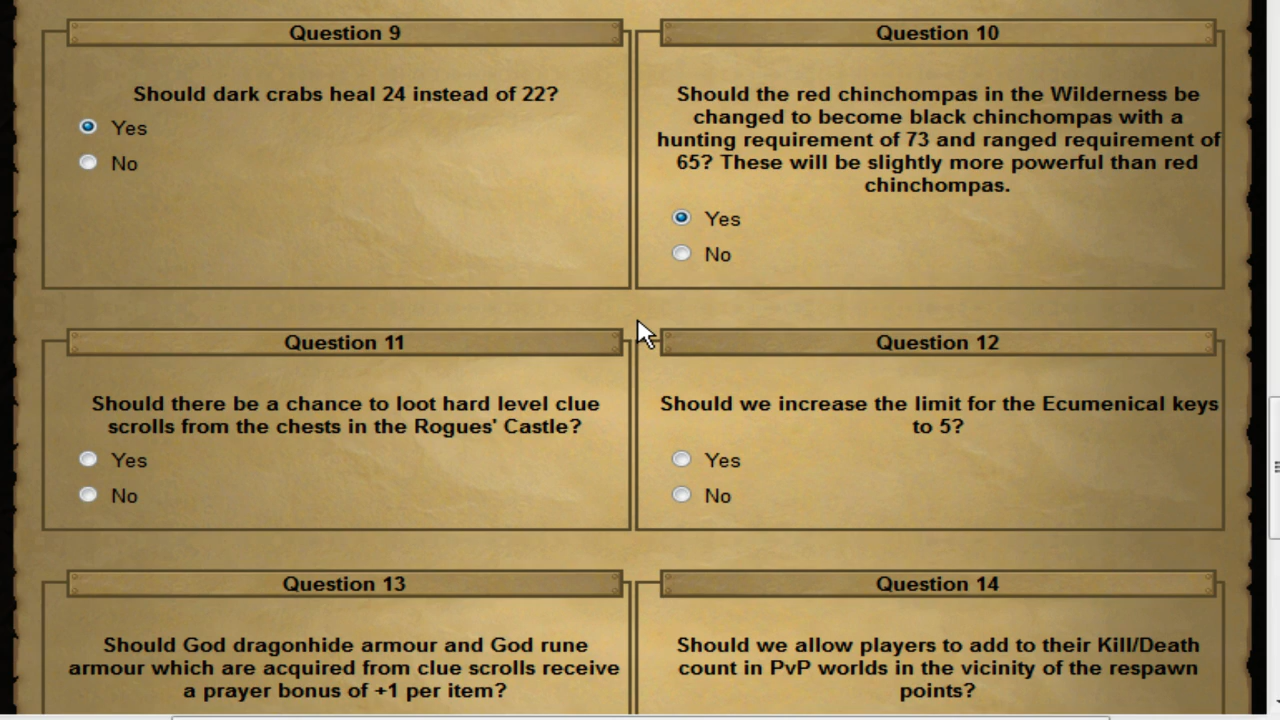 Question 9
Should dark crabs heal 24 instead of 22?
Yes
No
Question 10
Should the red chinchompas in the Wilderness be
changed to become black chinchompas with a
hunting requirement of 73 and ranged requirement of
65? These will be slightly more powerful than red
chinchompas.
Yes
No
Question 11
Should there be a chance to loot hard level clue
scrolls from the chests in the Rogues' Castle?
Yes
No
Question 12
Should we increase the limit for the Ecumenical keys
to 5?
Yes
No
Question 13
Should God dragonhide armour and God rune
armour which are acquired from clue scrolls receive
a prayer bonus of +1 per item?
Question 14
Should we allow players to add to their Kill/Death
count in PvP worlds in the vicinity of the respawn
points?